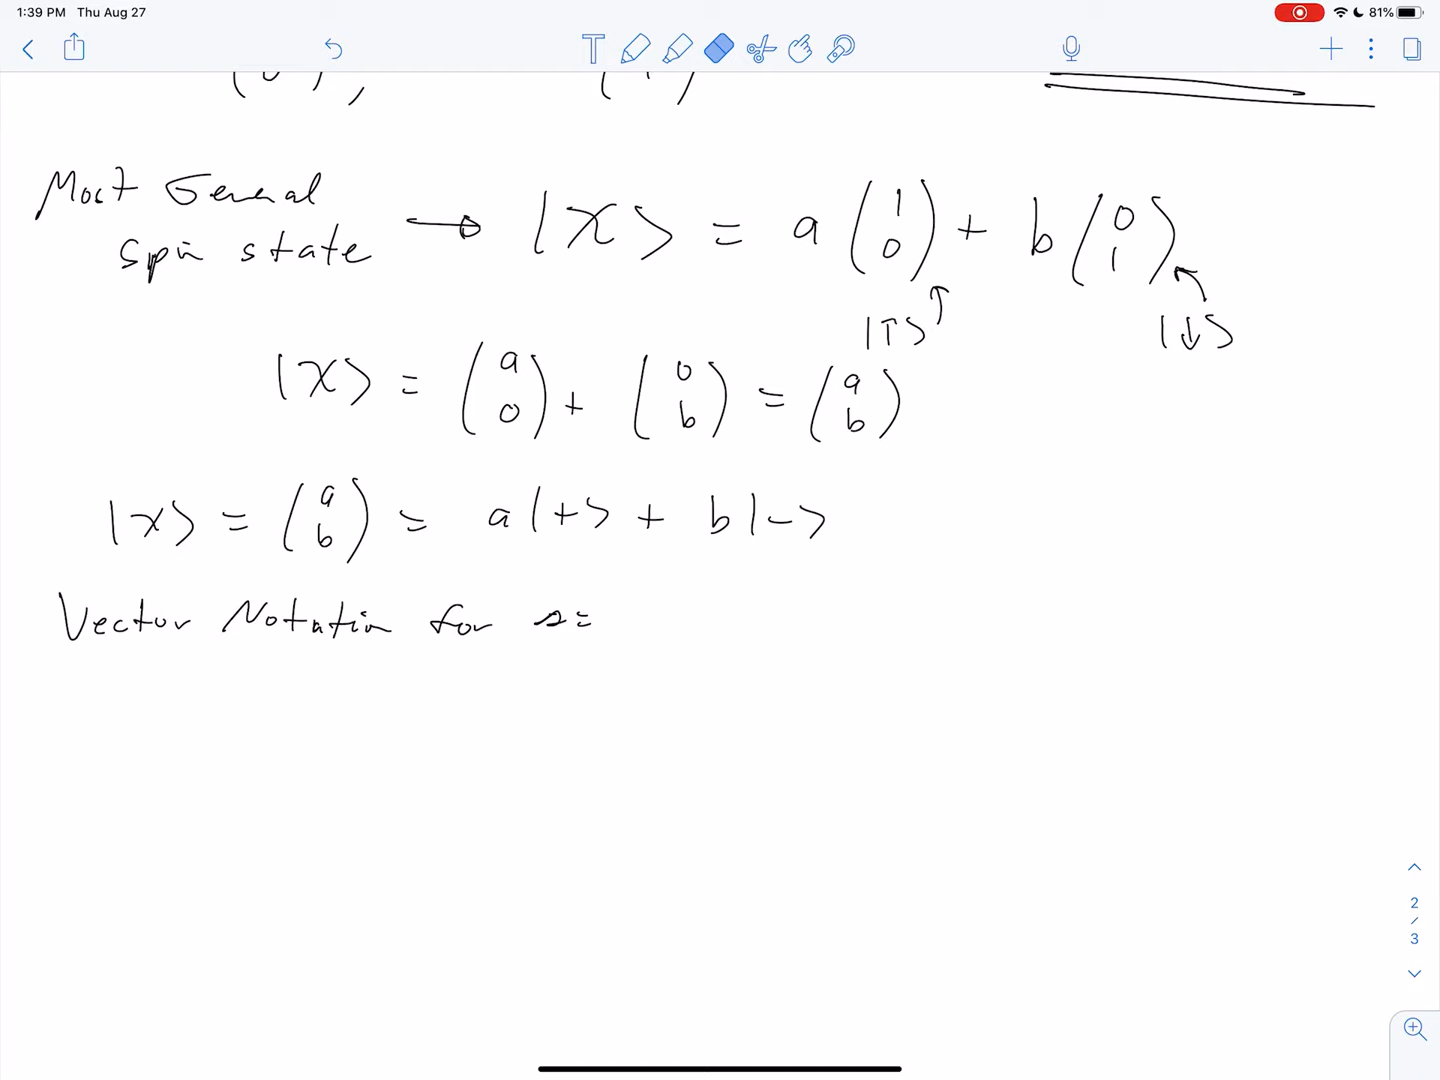 1:39 PM Thu Aug 27 81%
T
Most General
spin state → |χ> = a (1 0) + b (0 1)
|↑> |↓>
|χ> = (a 0) + (0 b) = (a b)
|χ> = (a b) = a |+> + b |->
Vector Notation for s=
2
/
3